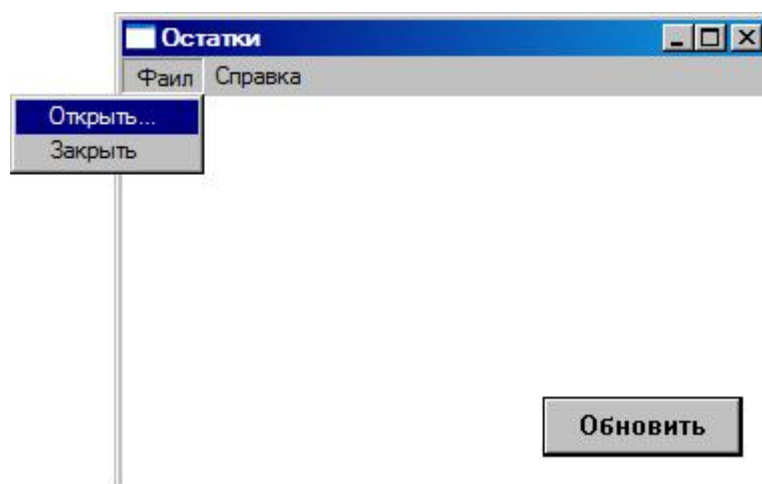 Остатки
Фаил Справка
Открыть...
Закрыть
Обновить